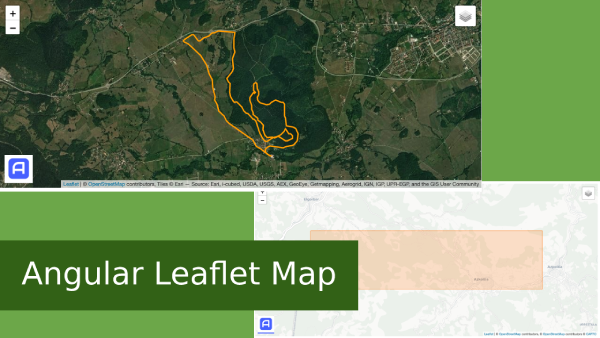 +
−
A
Leaflet | © OpenStreetMap contributors, Tiles © Esri — Source: Esri, i-cubed, USDA, USGS, AEX, GeoEye, Getmapping, Aerogrid, IGN, IGP, UPR-EGP, and the GIS User Community
Angular Leaflet Map
A
Leaflet | © OpenStreetMap contributors, © OpenStreetMap contributors © CARTO